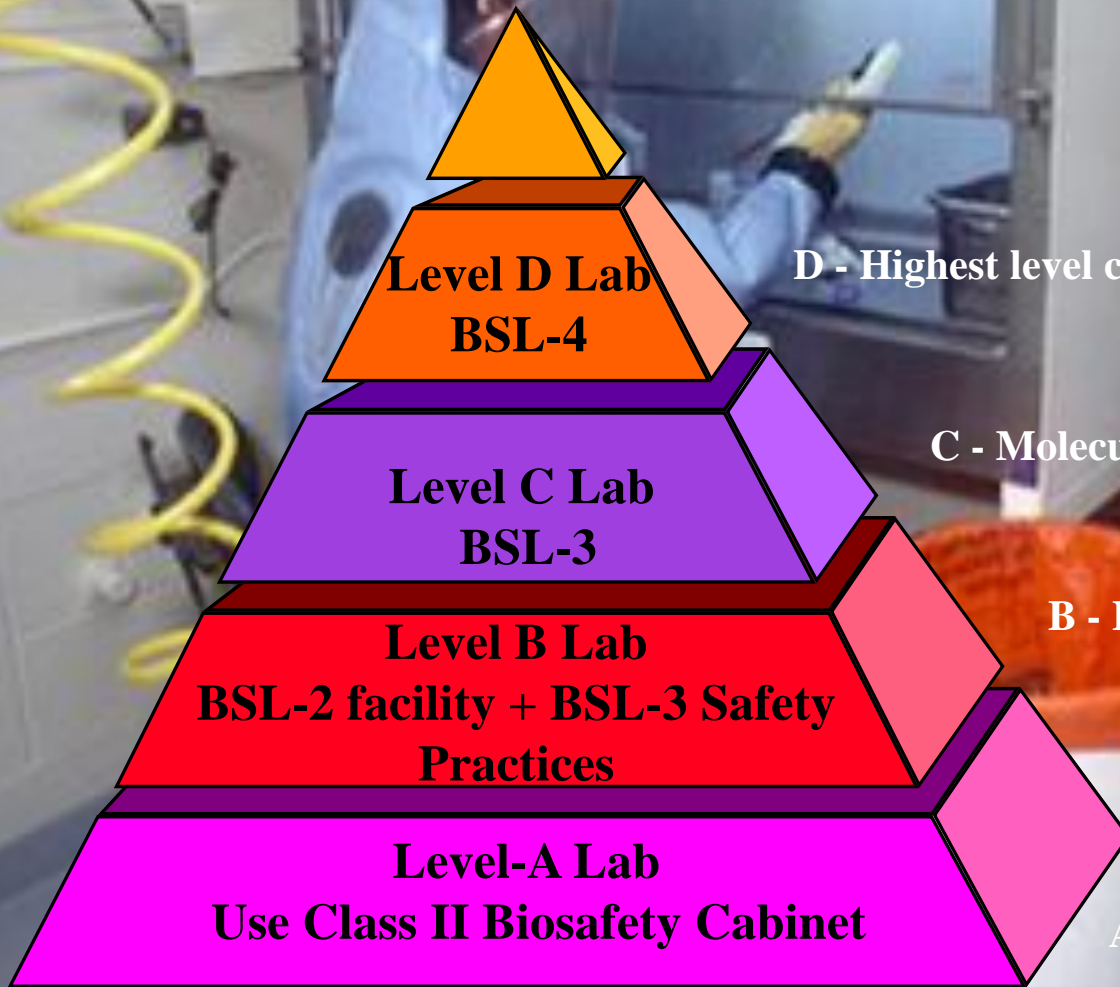 Level D Lab
BSL-4
D - Highest level
Level C Lab
BSL-3
C -
Level B Lab
BSL-2 facility + BSL-3 Safety
Practices
B -
Level-A Lab
Use Class II Biosafety Cabinet